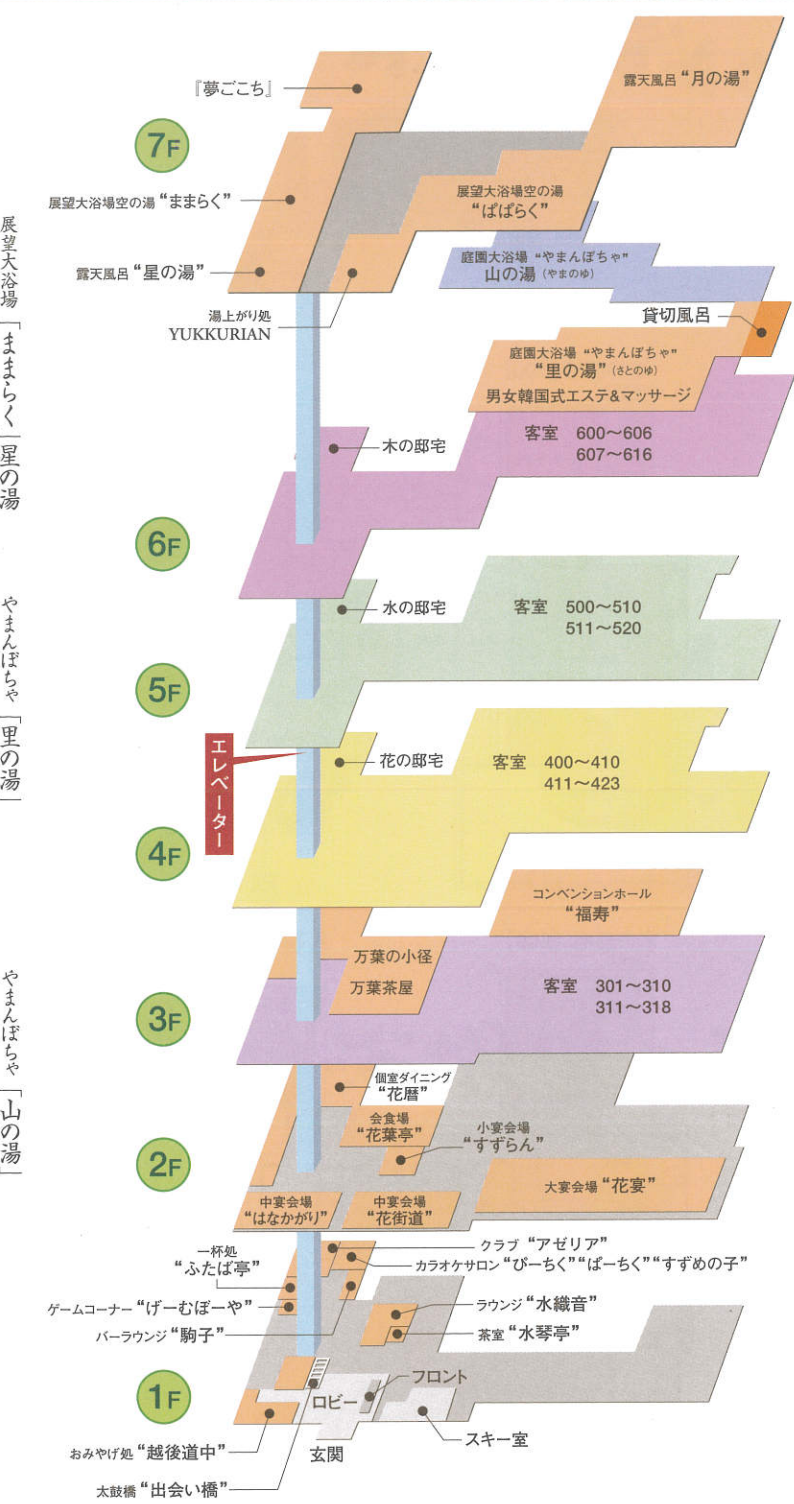 『夢ごこち』
露天風呂 “月の湯”
7F
展望大浴場空の湯 “ままらく”
展望大浴場空の湯
“ぱぱらく”
露天風呂 “星の湯”
庭園大浴場 “やまんぼちゃ”
山の湯 (やまのゆ)
湯上がり処
YUKKURIAN
貸切風呂
庭園大浴場 “やまんぼちゃ”
“里の湯” (さとのゆ)
男女韓国式エステ&マッサージ
展望大浴場「ままらく|星の湯
木の邸宅
客室 600〜606
607〜616
6F
水の邸宅
客室 500〜510
511〜520
5F
やまんぼちゃ「里の湯」
エレベーター
花の邸宅
客室 400〜410
411〜423
4F
コンベンションホール
“福寿”
万葉の小径
万葉茶屋
客室 301〜310
311〜318
3F
やまんぼちゃ「山の湯」
個室ダイニング
“花暦”
会食場
“花葉亭”
小宴会場
“すずらん”
2F
大宴会場 “花宴”
中宴会場
“はなかがり”
中宴会場
“花街道”
クラブ “アゼリア”
一杯処
“ふたば亭”
カラオケサロン “ぴーちく”“ぱーちく”“すずめの子”
ゲームコーナー “げーむぼーや”
ラウンジ “水織音”
バーラウンジ “駒子”
茶室 “水琴亭”
1F
フロント
ロビー
おみやげ処 “越後道中”
玄関
スキー室
太鼓橋 “出会い橋”